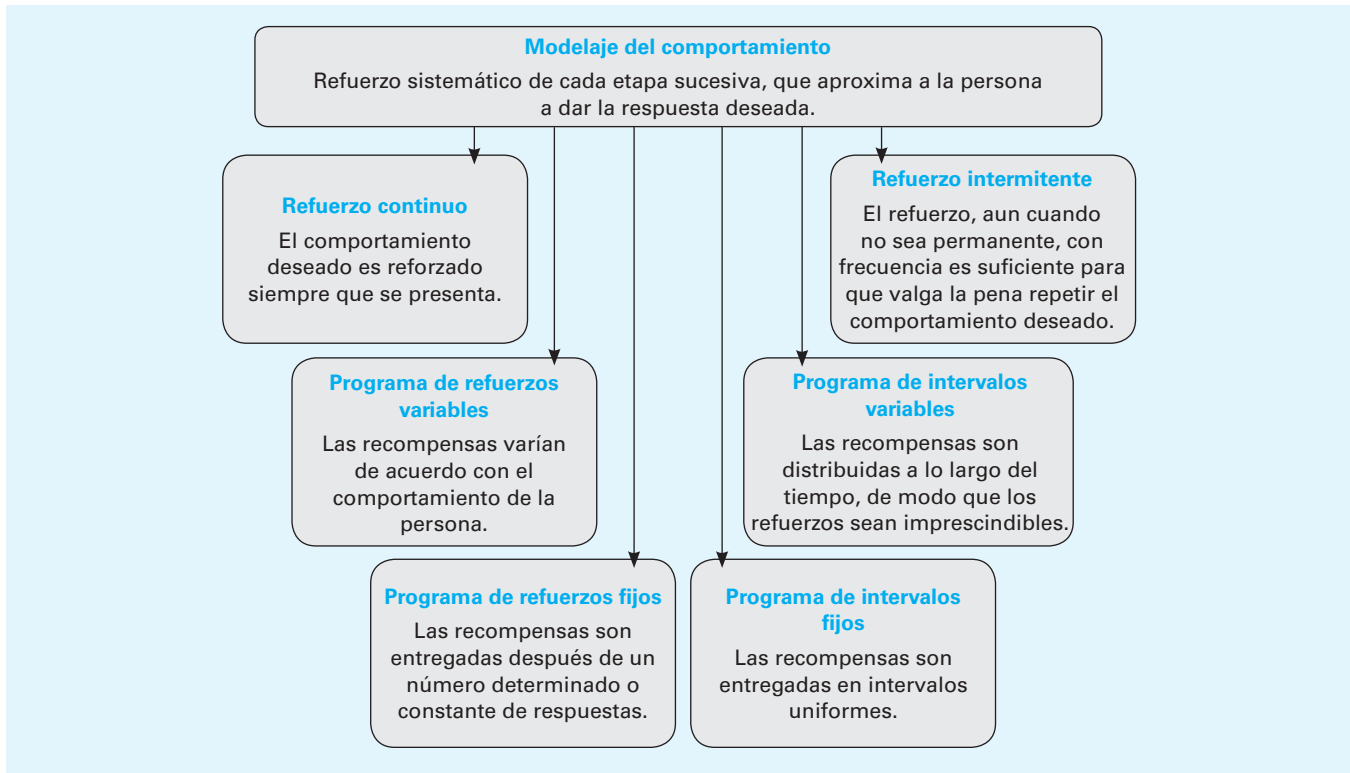 Modelaje del comportamiento
Refuerzo sistemático de cada etapa sucesiva, que aproxima a la persona
a dar la respuesta deseada.
Refuerzo continuo
El comportamiento
deseado es reforzado
siempre que se presenta.
Refuerzo intermitente
El refuerzo, aun cuando
no sea permanente, con
frecuencia es suficiente para
que valga la pena repetir el
comportamiento deseado.
Programa de refuerzos
variables
Las recompensas varían
de acuerdo con el
comportamiento de la
persona.
Programa de intervalos
variables
Las recompensas son
distribuidas a lo largo del
tiempo, de modo que los
refuerzos sean imprescindibles.
Programa de refuerzos fijos
Las recompensas son
entregadas después de un
número determinado o
constante de respuestas.
Programa de intervalos
fijos
Las recompensas son
entregadas en intervalos
uniformes.